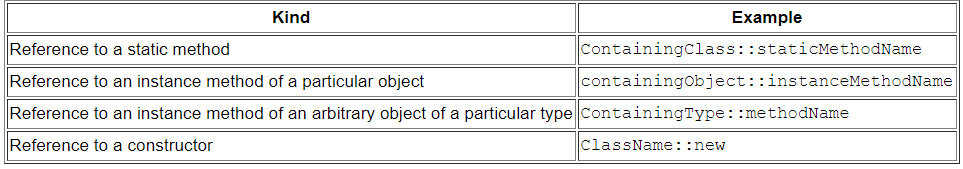 Kind Example
Reference to a static method ContainingClass::staticMethodName
Reference to an instance method of a particular object containingObject::instanceMethodName
Reference to an instance method of an arbitrary object of a particular type ContainingType::methodName
Reference to a constructor ClassName::new